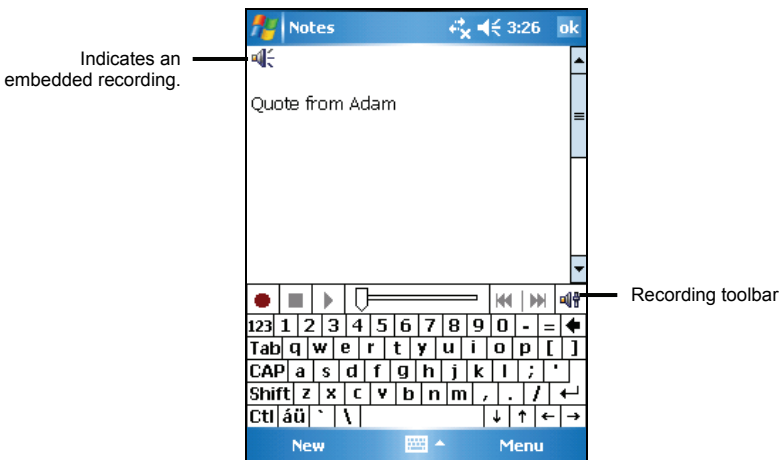 Notes 3:26 ok
Indicates an
embedded recording.
Quote from Adam
Recording toolbar
123 1 2 3 4 5 6 7 8 9 0 - =
Tab q w e r t y u i o p [ ]
CAP a s d f g h j k l ; '
Shift z x c v b n m , . /
Ctl áü ` \ ↓ ↑ ← →
New Menu